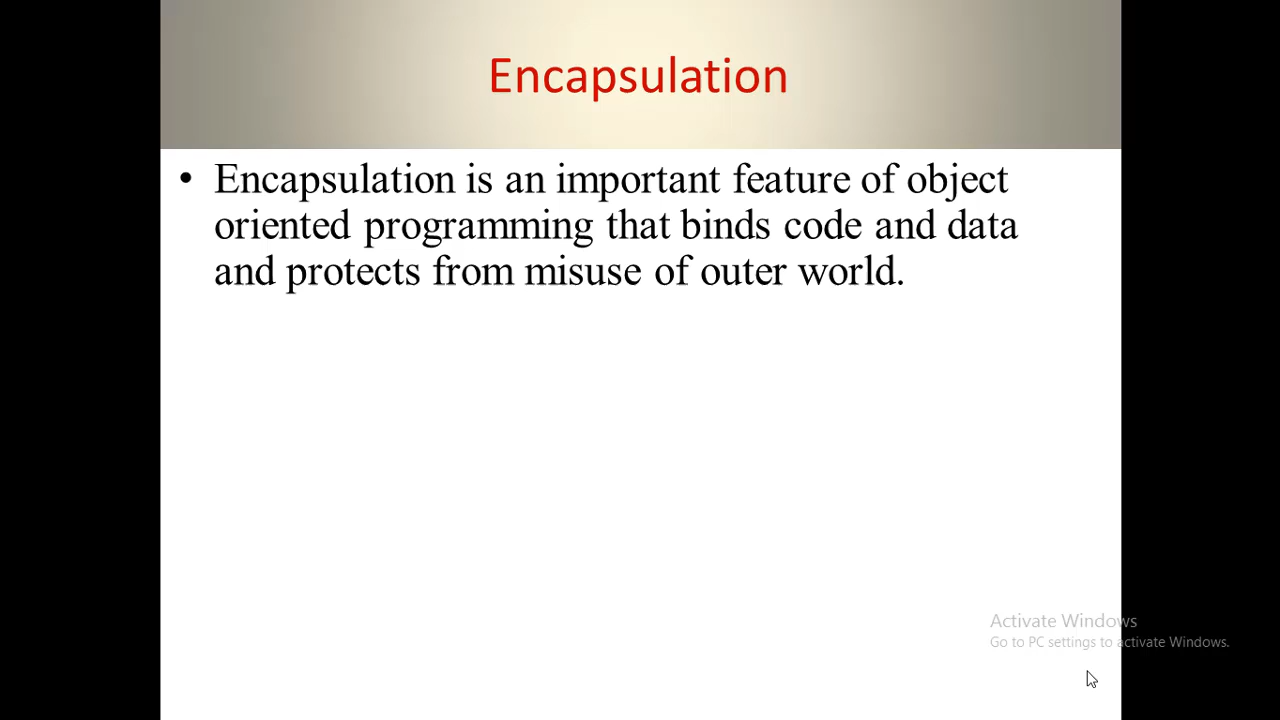 Encapsulation
• Encapsulation is an important feature of object
oriented programming that binds code and data
and protects from misuse of outer world.
Activate Windows
Go to PC settings to activate Windows.